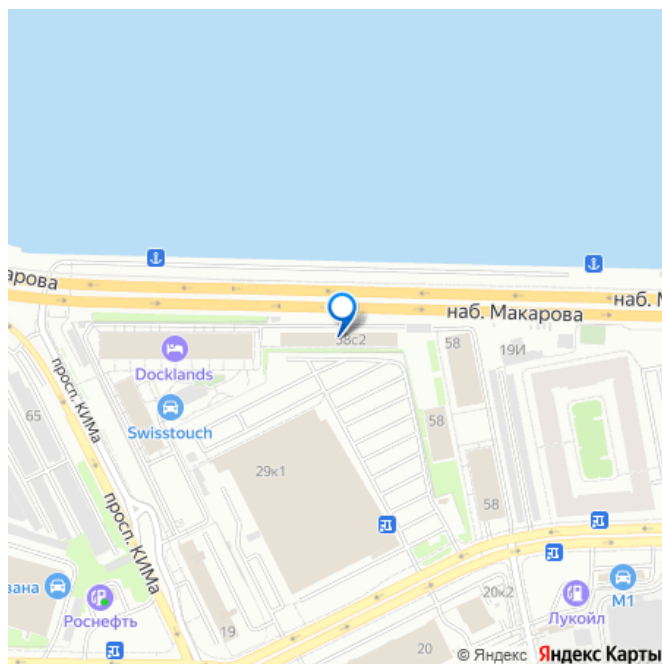 арова
наб. М
наб. Макарова
38с2
58
19И
Docklands
просп. КИМа
65
Swisstouch
58
29к1
58
просп. КИМа
вана
Роснефть
20к2
Лукойл
М1
19
20
© Яндекс Яндекс Карты